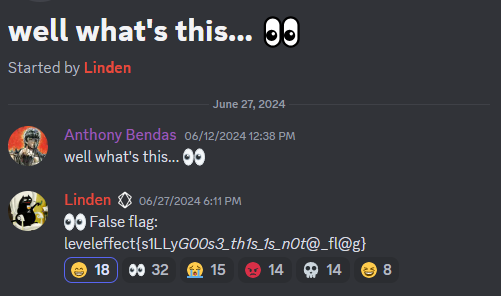 well what's this... 👀
Started by Linden
June 27, 2024
Anthony Bendas 06/12/2024 12:38 PM
well what's this... 👀
Linden 06/27/2024 6:11 PM
👀 False flag:
leveleffect{s1LLyG00s3_th1s_1s_n0t@_fl@g}
😁 18 👀 32 😭 15 😡 14 💀 14 😆 8